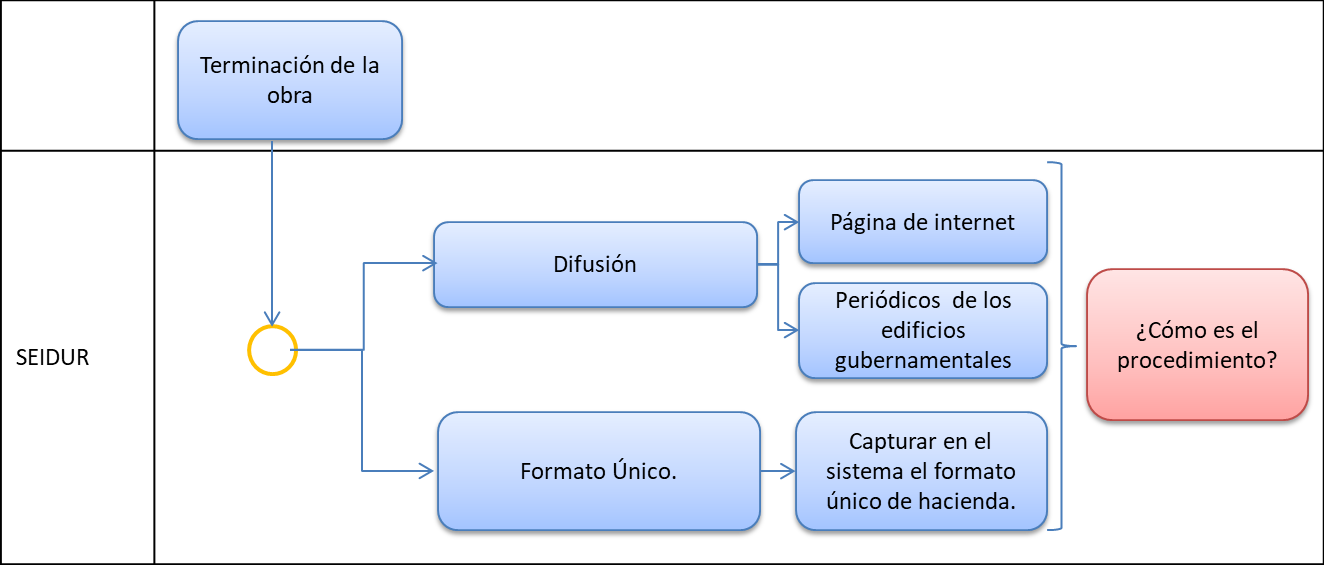 Terminación de la
obra
SEIDUR
Difusión
Página de internet
Periódicos  de los
edificios
gubernamentales
¿Cómo es el
procedimiento?
Formato Único.
Capturar en el
sistema el formato
único de hacienda.